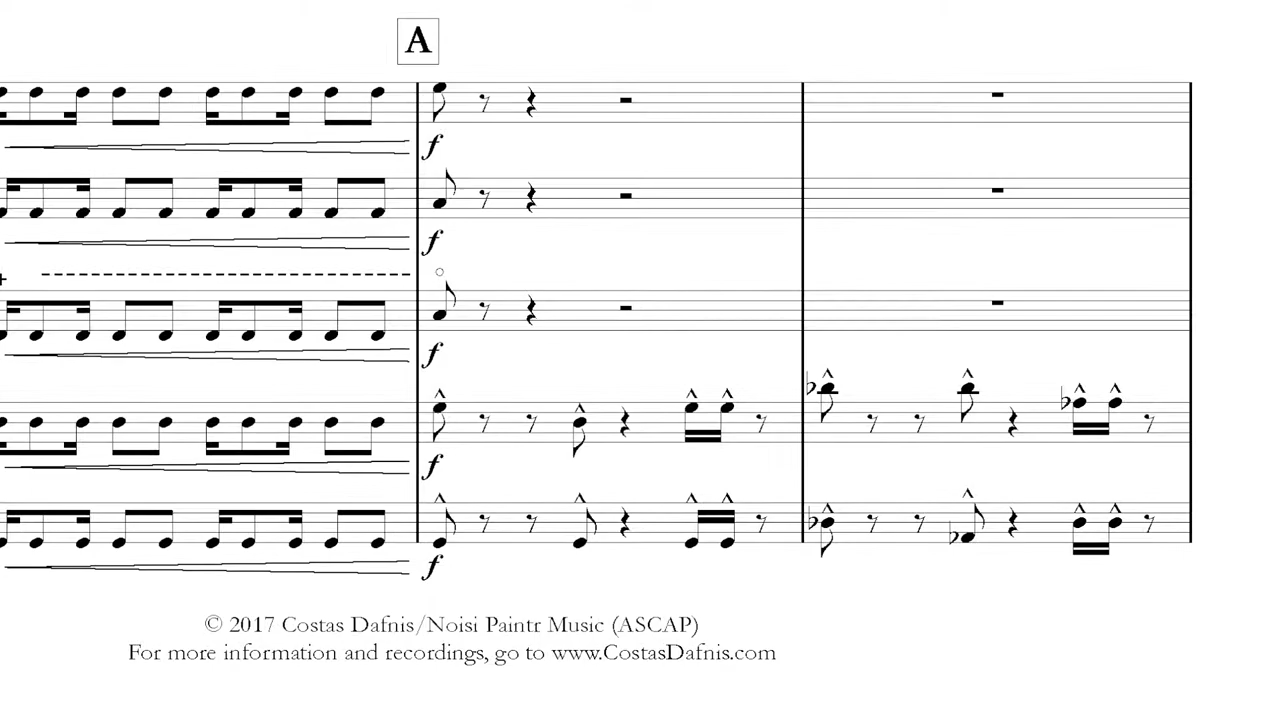 A
f
f
f
f
f
© 2017 Costas Dafnis/Noisi Paintr Music (ASCAP)
For more information and recordings, go to www.CostasDafnis.com